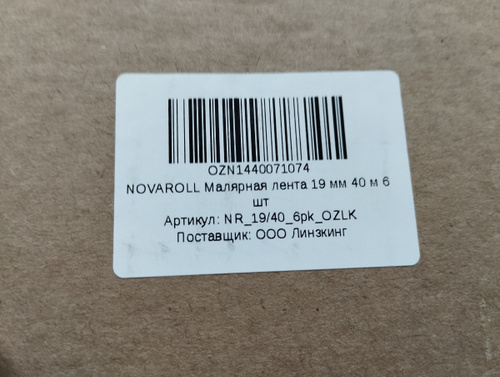 OZN1440071074
NOVAROLL Малярная лента 19 мм 40 м 6
шт
Артикул: NR_19/40_6pk_OZLK
Поставщик: ООО Линзкинг